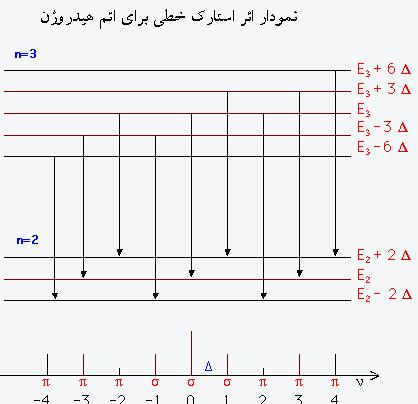 نمودار اثر استارک خطی برای اتم هیدروژن
n=3
E₃ + 6 Δ
E₃ + 3 Δ
E₃
E₃ - 3 Δ
E₃ - 6 Δ
n=2
E₂ + 2 Δ
E₂
E₂ - 2 Δ
Δ
π π π σ σ σ π π π ν
-4 -3 -2 -1 0 1 2 3 4